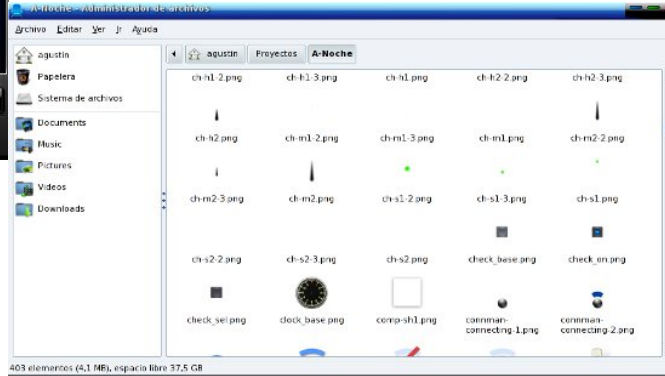 A-Noche - Administrador de archivos
Archivo Editar Ver Ir Ayuda
agustin
Papelera
Sistema de archivos
Documents
Music
Pictures
Videos
Downloads
agustin Proyectos A-Noche
ch-h1-2.png ch-h1-3.png ch-h1.png ch-h2-2.png ch-h2-3.png
ch-h2.png ch-m1-2.png ch-m1-3.png ch-m1.png ch-m2-2.png
ch-m2-3.png ch-m2.png ch-s1-2.png ch-s1-3.png ch-s1.png
ch-s2-2.png ch-s2-3.png ch-s2.png check_base.png check_on.png
check_sel.png clock_base.png comp-sh1.png connman-connecting-1.png connman-connecting-2.png
403 elementos (4,1 MB), espacio libre 37,5 GB